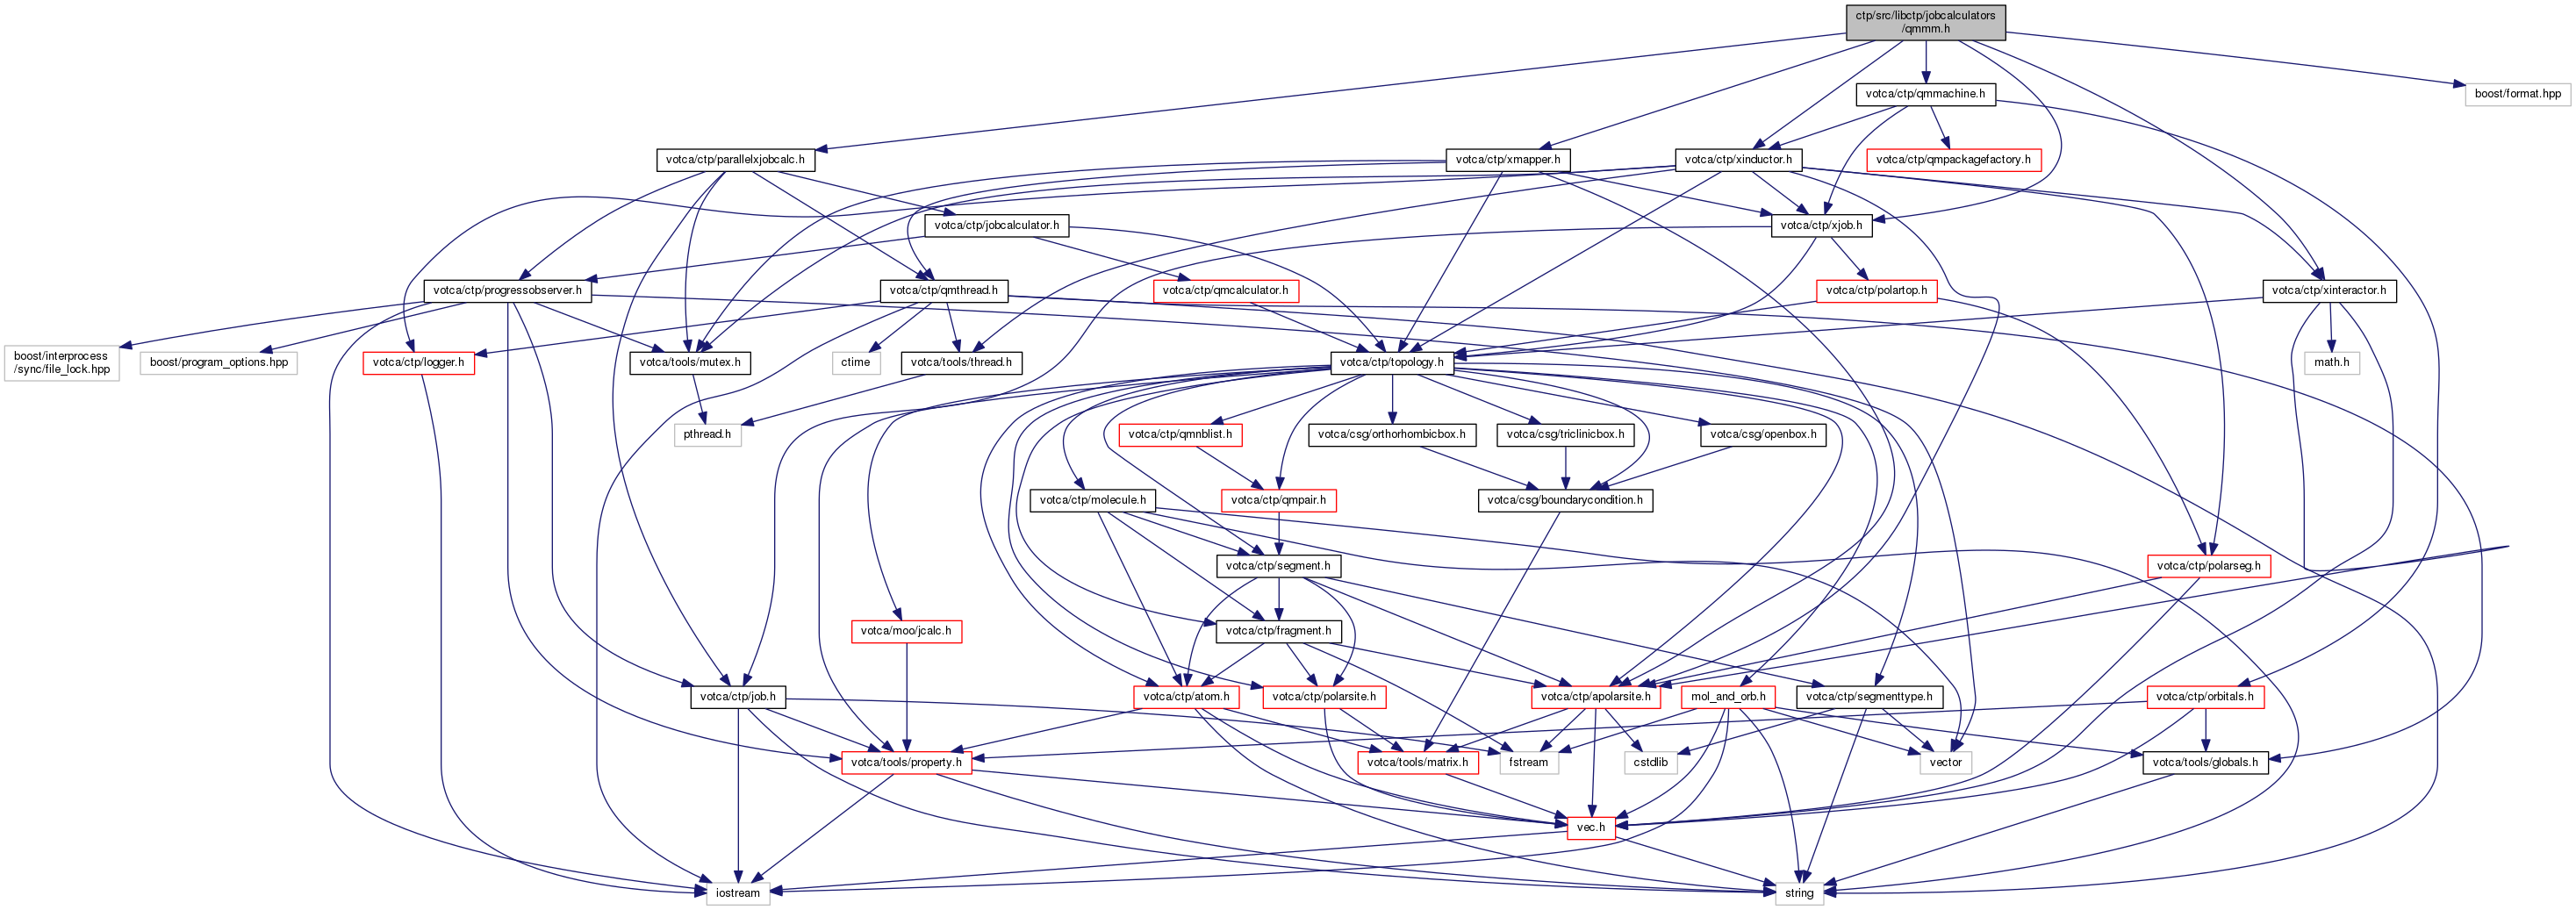 ctp/src/libctp/jobcalculators
/qmmm.h
votca/ctp/qmmachine.h
boost/format.hpp
votca/ctp/parallelxjobcalc.h
votca/ctp/xmapper.h
votca/ctp/xinductor.h
votca/ctp/qmpackagefactory.h
votca/ctp/jobcalculator.h
votca/ctp/xjob.h
votca/ctp/progressobserver.h
votca/ctp/qmthread.h
votca/ctp/qmcalculator.h
votca/ctp/polartop.h
votca/ctp/xinteractor.h
boost/interprocess
/sync/file_lock.hpp
boost/program_options.hpp
votca/ctp/logger.h
votca/tools/mutex.h
ctime
votca/tools/thread.h
votca/ctp/topology.h
math.h
pthread.h
votca/ctp/qmnblist.h
votca/csg/orthorhombicbox.h
votca/csg/triclinicbox.h
votca/csg/openbox.h
votca/ctp/molecule.h
votca/ctp/qmpair.h
votca/csg/boundarycondition.h
votca/ctp/segment.h
votca/ctp/polarseg.h
votca/moo/jcalc.h
votca/ctp/fragment.h
votca/ctp/job.h
votca/ctp/atom.h
votca/ctp/polarsite.h
votca/ctp/apolarsite.h
mol_and_orb.h
votca/ctp/segmenttype.h
votca/ctp/orbitals.h
votca/tools/property.h
votca/tools/matrix.h
fstream
cstdlib
vector
votca/tools/globals.h
vec.h
iostream
string